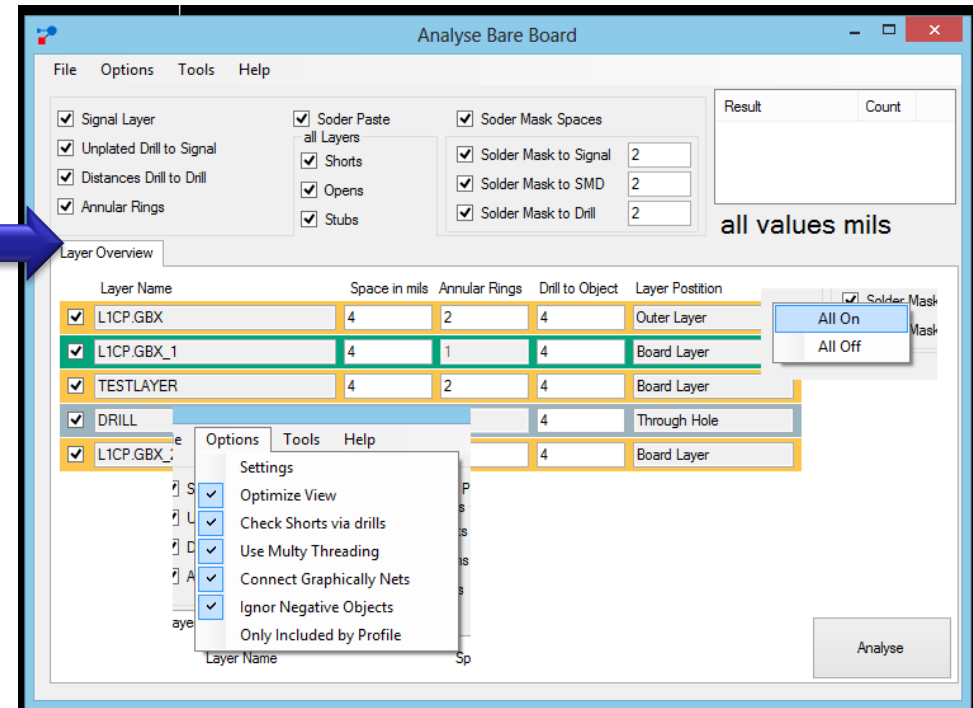 Analyse Bare Board
File Options Tools Help
Signal Layer
Unplated Drill to Signal
Distances Drill to Drill
Annular Rings
Soder Paste
all Layers
Shorts
Opens
Stubs
Soder Mask Spaces
Solder Mask to Signal 2
Solder Mask to SMD 2
Solder Mask to Drill 2
Result Count
all values mils
Layer Overview
Layer Name Space in mils Annular Rings Drill to Object Layer Postition
L1CP.GBX 4 2 4 Outer Layer
L1CP.GBX_1 4 1 4 Board Layer
TESTLAYER 4 2 4 Board Layer
DRILL 4 Through Hole
4 Board Layer
Solder Mask
Mask
All On
All Off
Options Tools Help
Settings
Optimize View
Check Shorts via drills
Use Multy Threading
Connect Graphically Nets
Ignor Negative Objects
Only Included by Profile
Layer Name Sp
Analyse